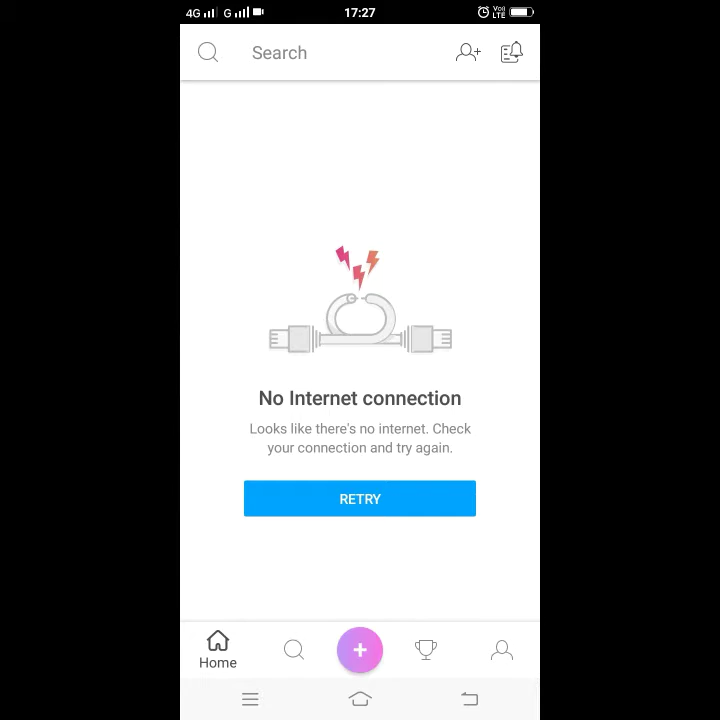 4G G 17:27 Voi) LTE
Search
No Internet connection
Looks like there's no internet. Check
your connection and try again.
RETRY
Home